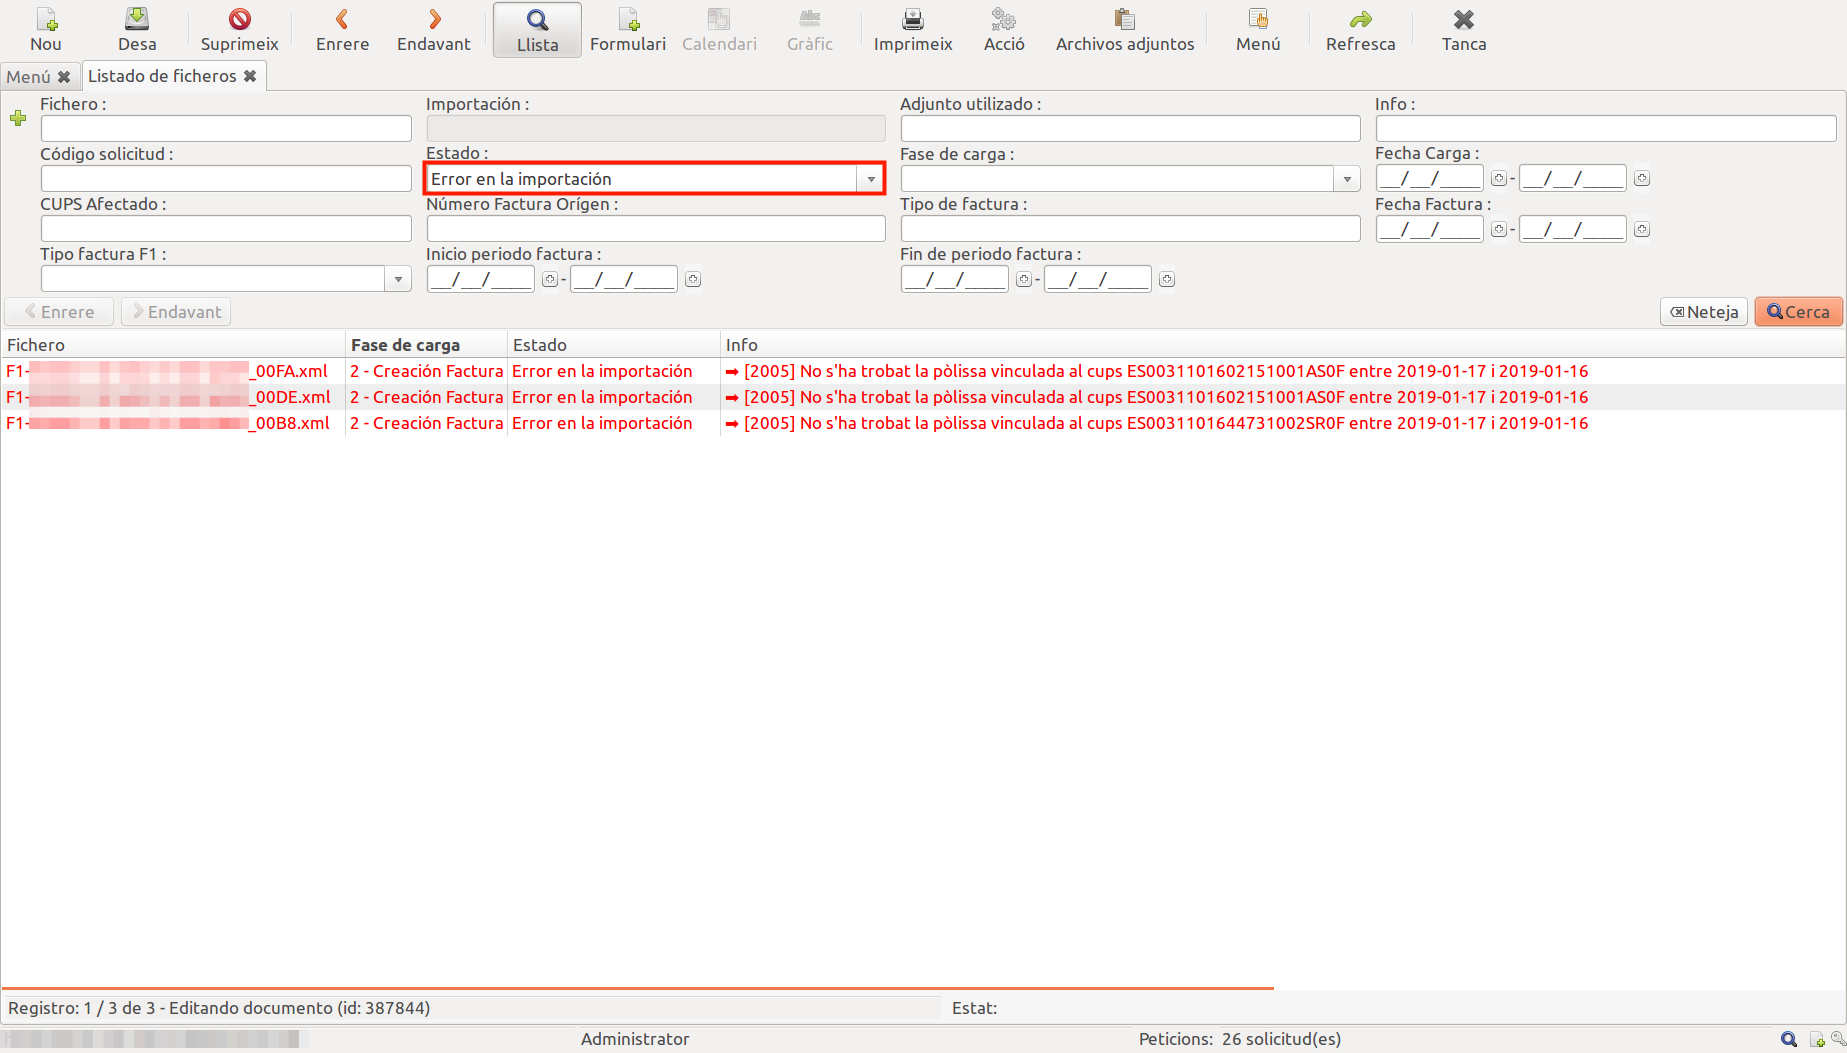 Nou Desa Suprimeix Enrere Endavant Llista Formulari Calendari Gràfic Imprimeix Acció Archivos adjuntos Menú Refresca Tanca
Menú Listado de ficheros
Fichero : Importación : Adjunto utilizado : Info :
Código solicitud : Estado : Fase de carga : Fecha Carga :
Error en la importación __/__/____ - __/__/____
CUPS Afectado : Número Factura Orígen : Tipo de factura : Fecha Factura :
__/__/____ - __/__/____
Tipo factura F1 : Inicio periodo factura : Fin de periodo factura :
__/__/____ - __/__/____ __/__/____ - __/__/____
Enrere Endavant Neteja Cerca
Fichero Fase de carga Estado Info
F1- _00FA.xml 2 - Creación Factura Error en la importación ➡ [2005] No s'ha trobat la pòlissa vinculada al cups ES0031101602151001AS0F entre 2019-01-17 i 2019-01-16
F1- _00DE.xml 2 - Creación Factura Error en la importación ➡ [2005] No s'ha trobat la pòlissa vinculada al cups ES0031101602151001AS0F entre 2019-01-17 i 2019-01-16
F1- _00B8.xml 2 - Creación Factura Error en la importación ➡ [2005] No s'ha trobat la pòlissa vinculada al cups ES0031101644731002SR0F entre 2019-01-17 i 2019-01-16
Registro: 1 / 3 de 3 - Editando documento (id: 387844) Estat:
Administrator Peticions: 26 solicitud(es)